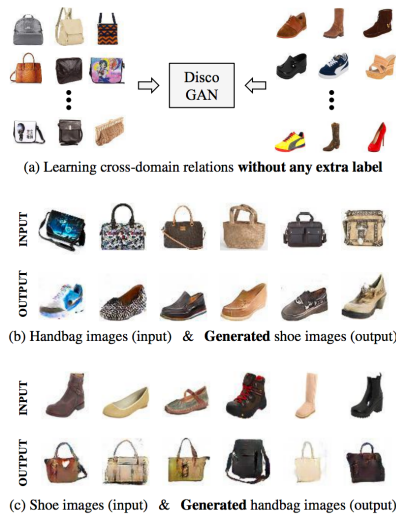 Disco
GAN
(a) Learning cross-domain relations without any extra label
INPUT
OUTPUT
(b) Handbag images (input) & Generated shoe images (output)
INPUT
OUTPUT
(c) Shoe images (input) & Generated handbag images (output)